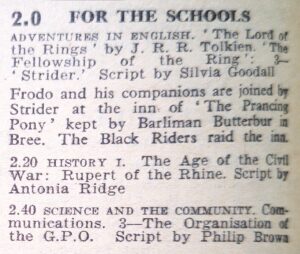 2.0 FOR THE SCHOOLS
ADVENTURES IN ENGLISH. 'The Lord of
the Rings' by J. R. R. Tolkien. 'The
Fellowship of the Ring': 3—
'Strider.' Script by Silvia Goodall
Frodo and his companions are joined by
Strider at the inn of 'The Prancing
Pony' kept by Barliman Butterbur in
Bree. The Black Riders raid the inn.
2.20 HISTORY I. The Age of the Civil
War: Rupert of the Rhine. Script by
Antonia Ridge
2.40 SCIENCE AND THE COMMUNITY. Com-
munications. 3—The Organisation
of the G.P.O. Script by Philip Brown